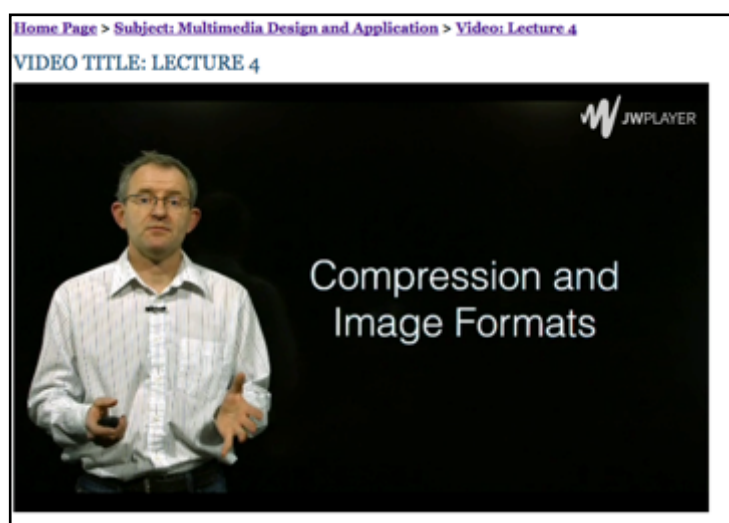 Home Page > Subject: Multimedia Design and Application > Video: Lecture 4
VIDEO TITLE: LECTURE 4
JWPLAYER
Compression and
Image Formats